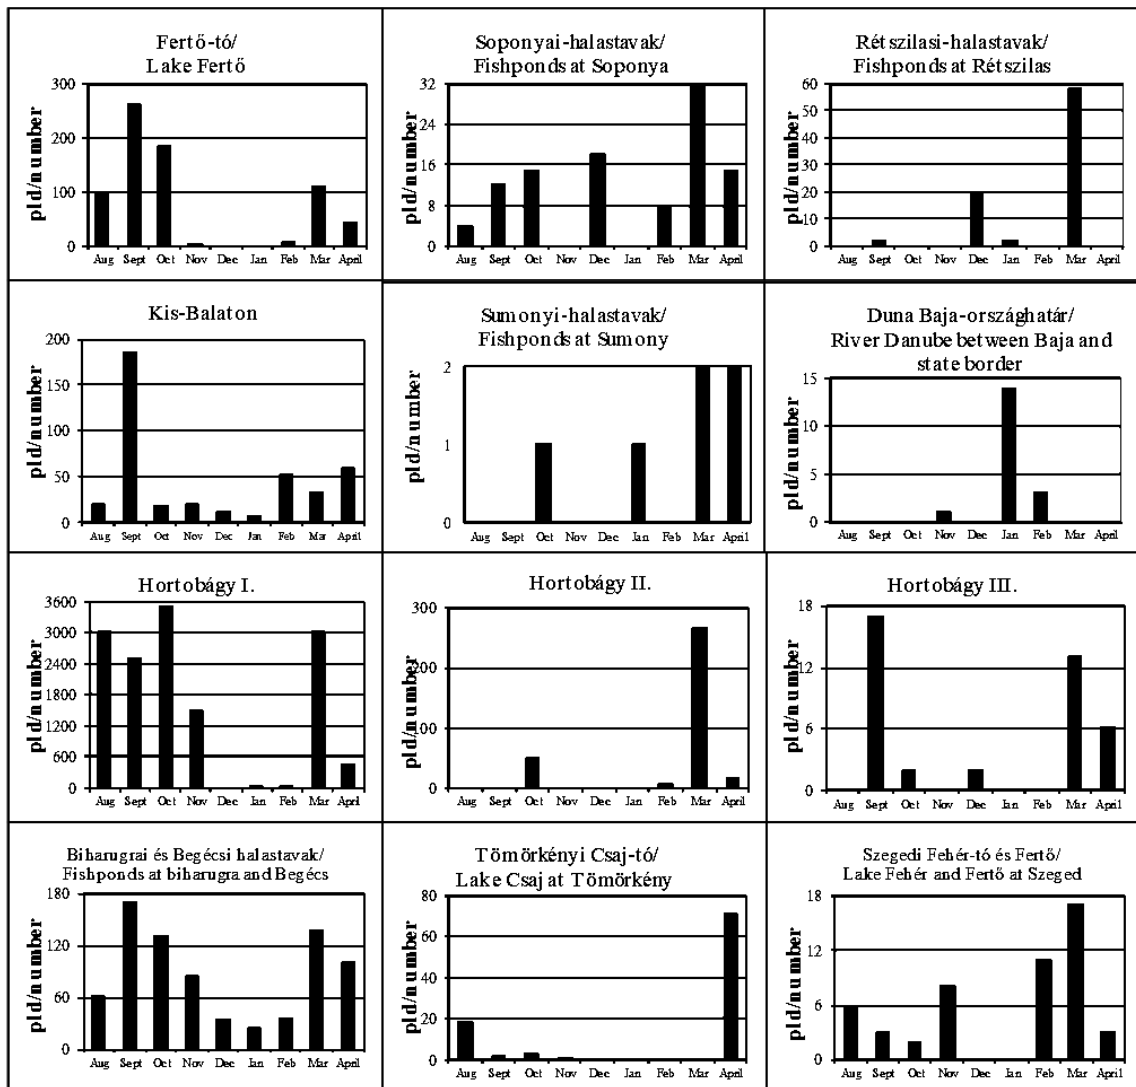 Fertő-tó/
Lake Fertő
pld/number
300
200
100
0
Aug Sept Oct Nov Dec Jan Feb Mar April
Soponyai-halastavak/
Fishponds at Soponya
pld/number
32
24
16
8
0
Aug Sept Oct Nov Dec Jan Feb Mar April
Rétszilasi-halastavak/
Fishponds at Rétszilas
pld/number
60
50
40
30
20
10
0
Aug Sept Oct Nov Dec Jan Feb Mar April
Kis-Balaton
pld/number
200
150
100
50
0
Aug Sept Oct Nov Dec Jan Feb Mar April
Sumonyi-halastavak/
Fishponds at Sumony
pld/number
2
1
0
Aug Sept Oct Nov Dec Jan Feb Mar April
Duna Baja-országhatár/
River Danube between Baja and
state border
pld/number
15
10
5
0
Aug Sept Oct Nov Dec Jan Feb Mar April
Hortobágy I.
pld/number
3600
3000
2400
1800
1200
600
0
Aug Sept Oct Nov Dec Jan Feb Mar April
Hortobágy II.
pld/number
300
200
100
0
Aug Sept Oct Nov Dec Jan Feb Mar April
Hortobágy III.
pld/number
18
12
6
0
Aug Sept Oct Nov Dec Jan Feb Mar April
Biharugrai és Begécsi halastavak/
Fishponds at biharugra and Begécs
pld/number
180
120
60
0
Aug Sept Oct Nov Dec Jan Feb Mar April
Tömörkényi Csaj-tó/
Lake Csaj at Tömörkény
pld/number
80
60
40
20
0
Aug Sept Oct Nov Dec Jan Feb Mar April
Szegedi Fehér-tó és Fertő/
Lake Fehér and Fertő at Szeged
pld/number
18
12
6
0
Aug Sept Oct Nov Dec Jan Feb Mar April